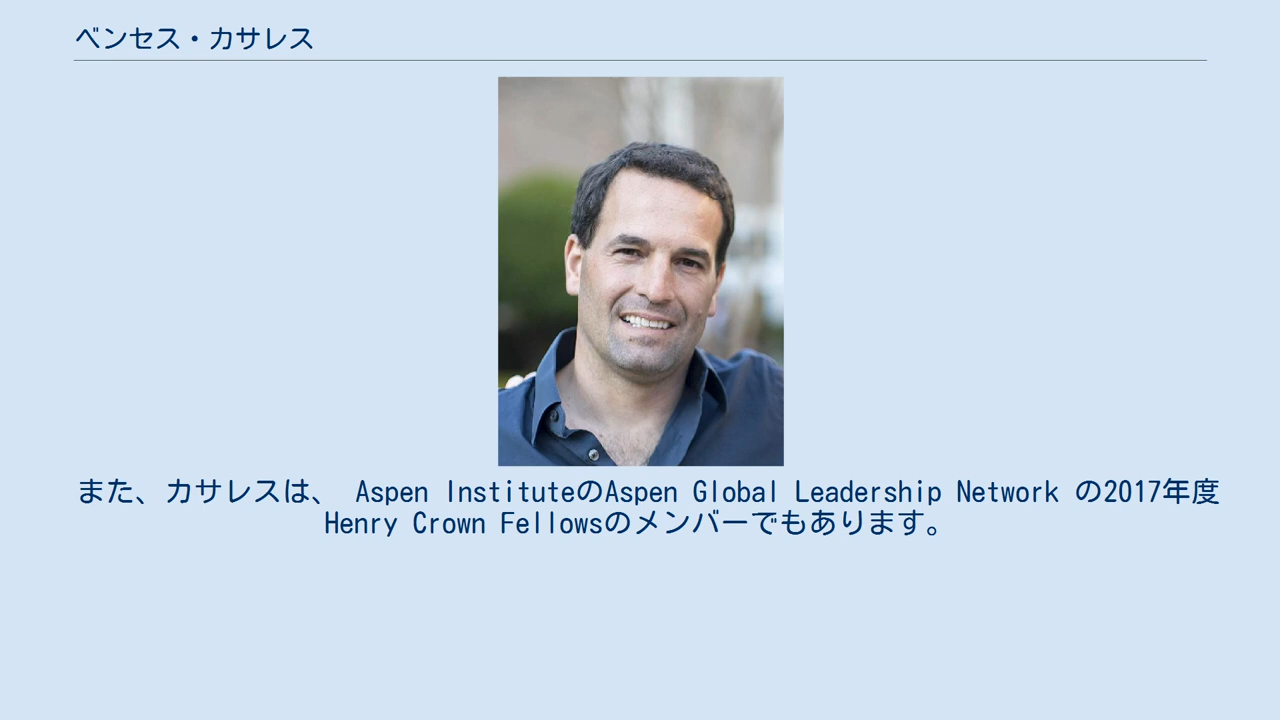 ベンセス・カサレス
また、カサレスは、 Aspen InstituteのAspen Global Leadership Network の2017年度
Henry Crown Fellowsのメンバーでもあります。